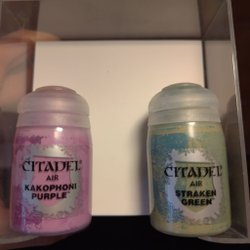 CITADEL
AIR
KAKOPHONI
PURPLE
CITADEL
AIR
STRAKEN
GREEN